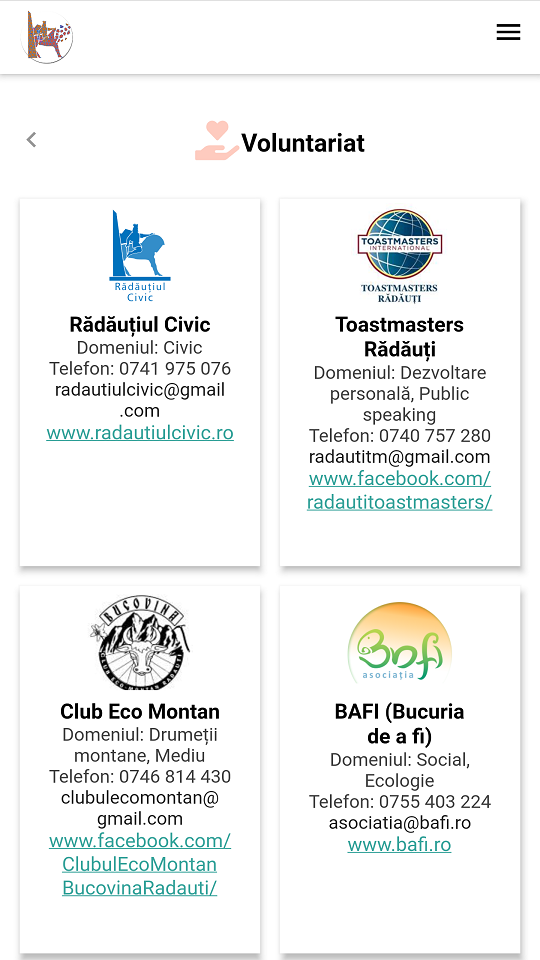 Voluntariat
Rădăuțiul
Civic
Rădăuțiul Civic
Domeniul: Civic
Telefon: 0741 975 076
radautiulcivic@gmail
.com
www.radautiulcivic.ro
TOASTMASTERS
INTERNATIONAL
TOASTMASTERS
RĂDĂUȚI
Toastmasters
Rădăuți
Domeniul: Dezvoltare
personală, Public
speaking
Telefon: 0740 757 280
radautitm@gmail.com
www.facebook.com/
radautitoastmasters/
BUCOVINA
CLUB ECO MONTAN RADAUTI
Club Eco Montan
Domeniul: Drumeții
montane, Mediu
Telefon: 0746 814 430
clubulecomontan@
gmail.com
www.facebook.com/
ClubulEcoMontan
BucovinaRadauti/
Bafi
asociația
BAFI (Bucuria
de a fi)
Domeniul: Social,
Ecologie
Telefon: 0755 403 224
asociatia@bafi.ro
www.bafi.ro